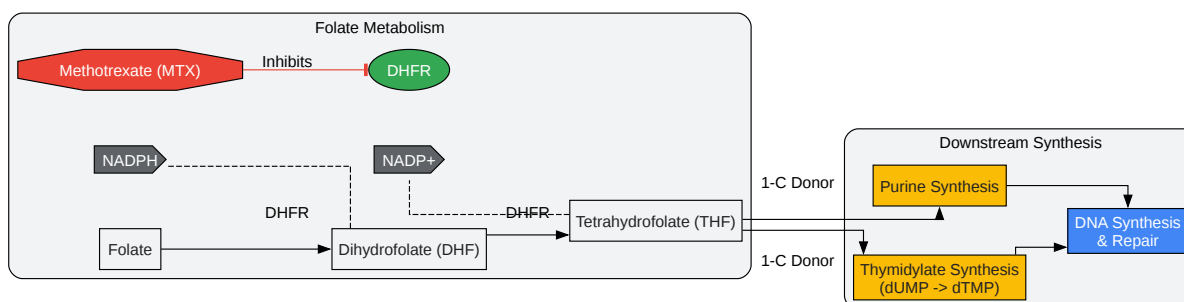 Folate Metabolism
Methotrexate (MTX)
Inhibits
DHFR
NADPH
NADP+
DHFR
DHFR
Folate
Dihydrofolate (DHF)
Tetrahydrofolate (THF)
1-C Donor
1-C Donor
Downstream Synthesis
Purine Synthesis
DNA Synthesis
& Repair
Thymidylate Synthesis
(dUMP -> dTMP)